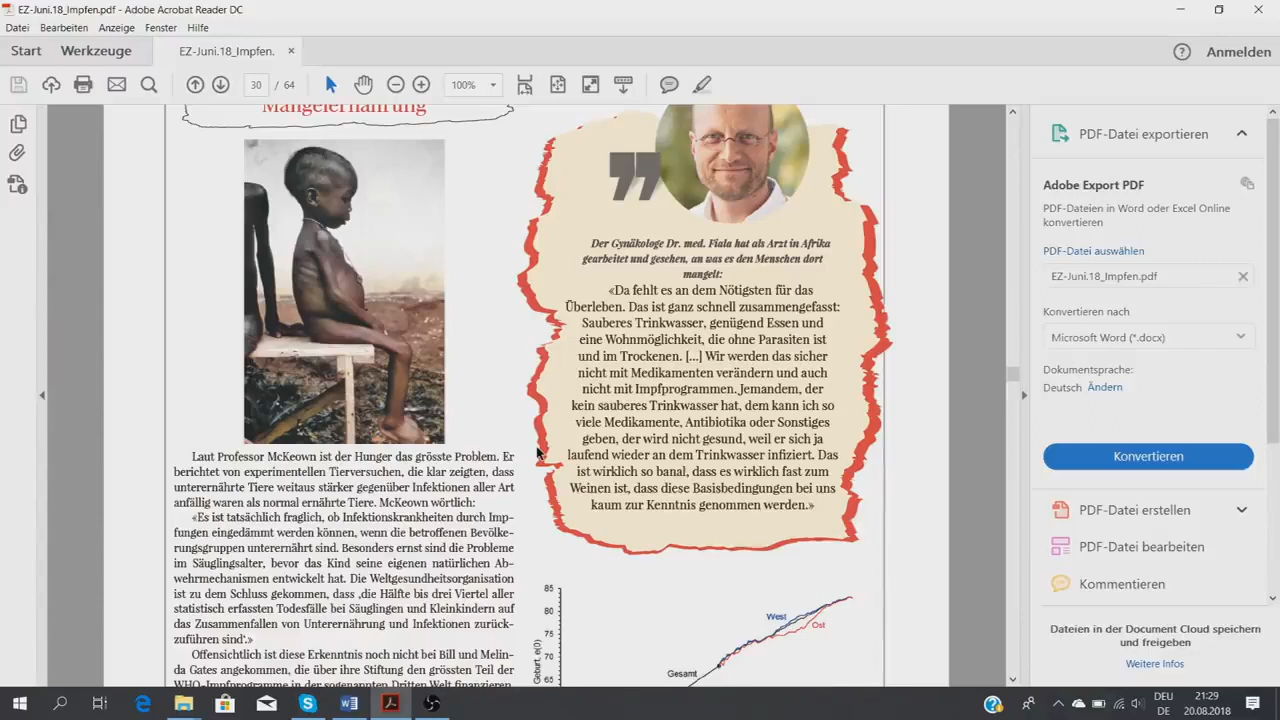 EZ-Juni.18_Impfen.pdf - Adobe Acrobat Reader DC
Datei Bearbeiten Anzeige Fenster Hilfe
Start Werkzeuge EZ-Juni.18_Impfen. × Anmelden
30 / 64 100%
Mangelernährung
Der Gynäkologe Dr. med. Fiala hat als Arzt in Afrika
gearbeitet und gesehen, an was es den Menschen dort
mangelt:
«Da fehlt es an dem Nötigsten für das
Überleben. Das ist ganz schnell zusammengefasst:
Sauberes Trinkwasser, genügend Essen und
eine Wohnmöglichkeit, die ohne Parasiten ist
und im Trockenen. [...] Wir werden das sicher
nicht mit Medikamenten verändern und auch
nicht mit Impfprogrammen. Jemandem, der
kein sauberes Trinkwasser hat, dem kann ich so
viele Medikamente, Antibiotika oder Sonstiges
geben, der wird nicht gesund, weil er sich ja
laufend wieder an dem Trinkwasser infiziert. Das
ist wirklich so banal, dass es wirklich fast zum
Weinen ist, dass diese Basisbedingungen bei uns
kaum zur Kenntnis genommen werden.»
Laut Professor McKeown ist der Hunger das grösste Problem. Er
berichtet von experimentellen Tierversuchen, die klar zeigten, dass
unterernährte Tiere weitaus stärker gegenüber Infektionen aller Art
anfällig waren als normal ernährte Tiere. McKeown wörtlich:
«Es ist tatsächlich fraglich, ob Infektionskrankheiten durch Imp-
fungen eingedämmt werden können, wenn die betroffenen Bevölke-
rungsgruppen unterernährt sind. Besonders ernst sind die Probleme
im Säuglingsalter, bevor das Kind seine eigenen natürlichen Ab-
wehrmechanismen entwickelt hat. Die Weltgesundheitsorganisation
ist zu dem Schluss gekommen, dass ‚die Hälfte bis drei Viertel aller
statistisch erfassten Todesfälle bei Säuglingen und Kleinkindern auf
das Zusammenfallen von Unterernährung und Infektionen zurück-
zuführen sind‘.»
Offensichtlich ist diese Erkenntnis noch nicht bei Bill und Melin-
da Gates angekommen, die über ihre Stiftung den grössten Teil der
WHO-Impfprogramme in der sogenannten Dritten Welt finanzieren.
85
80
75
70
65
Geburt, e(0)
West
Ost
Gesamt
PDF-Datei exportieren
Adobe Export PDF
PDF-Dateien in Word oder Excel Online
konvertieren
PDF-Datei auswählen
EZ-Juni.18_Impfen.pdf
Konvertieren nach
Microsoft Word (*.docx)
Dokumentsprache:
Deutsch Ändern
Konvertieren
PDF-Datei erstellen
PDF-Datei bearbeiten
Kommentieren
Dateien in der Document Cloud speichern
und freigeben
Weitere Infos
DEU 21:29
DE 20.08.2018